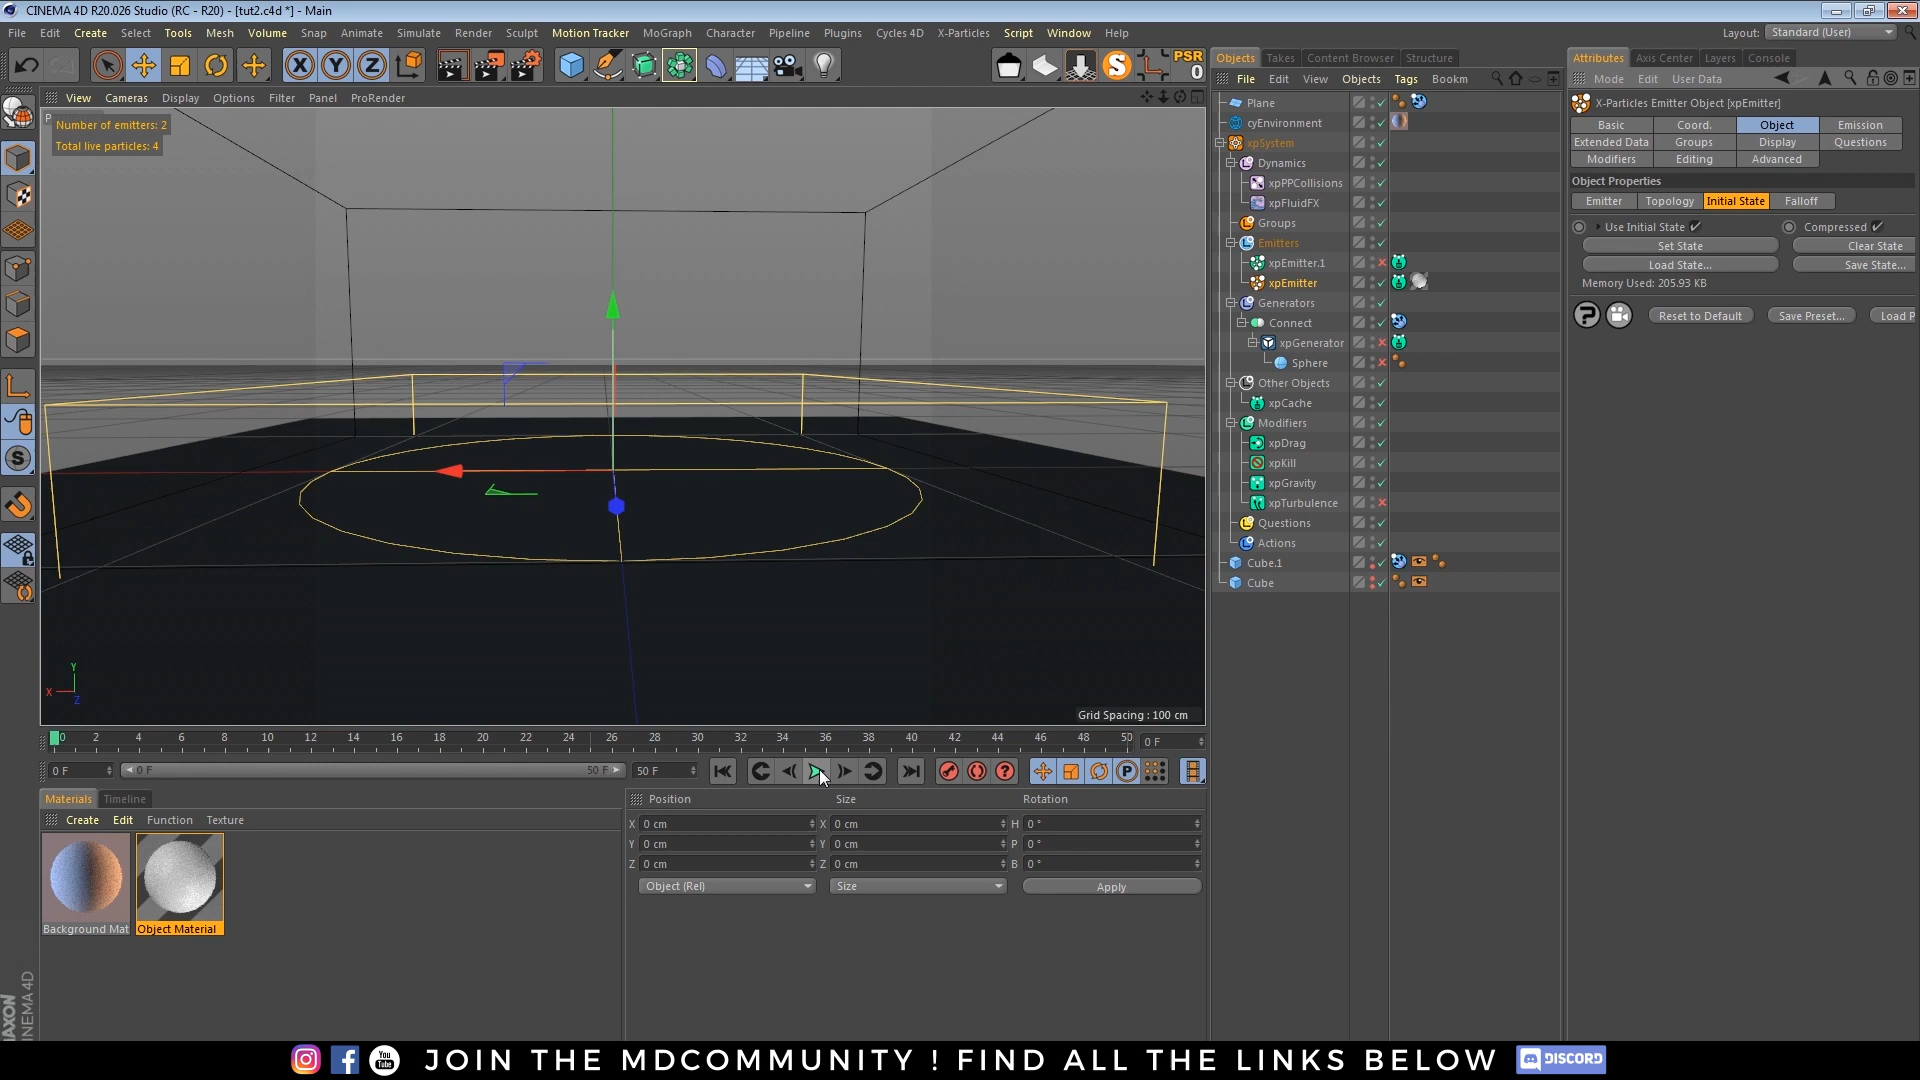 CINEMA 4D R20.026 Studio (RC - R20) - [tut2.c4d *] - Main
File Edit Create Select Tools Mesh Volume Snap Animate Simulate Render Sculpt Motion Tracker MoGraph Character Pipeline Plugins Cycles 4D X-Particles Script Window Help
Layout: Standard (User)
X Y Z
S
PSR
0
View Cameras Display Options Filter Panel ProRender
Number of emitters: 2
Total live particles: 4
Grid Spacing : 100 cm
Y
X
Z
0 2 4 6 8 10 12 14 16 18 20 22 24 26 28 30 32 34 36 38 40 42 44 46 48 50
0 F
0 F
0 F
50 F
50 F
P
Materials Timeline
Create Edit Function Texture
Background Mat
Object Material
Position Size Rotation
X 0 cm X 0 cm H 0 °
Y 0 cm Y 0 cm P 0 °
Z 0 cm Z 0 cm B 0 °
Object (Rel) Size Apply
Objects Takes Content Browser Structure
File Edit View Objects Tags Bookm
Plane
cyEnvironment
xpSystem
Dynamics
xpPPCollisions
xpFluidFX
Groups
Emitters
xpEmitter.1
xpEmitter
Generators
Connect
xpGenerator
Sphere
Other Objects
xpCache
Modifiers
xpDrag
xpKill
xpGravity
xpTurbulence
Questions
Actions
Cube.1
Cube
Attributes Axis Center Layers Console
Mode Edit User Data
X-Particles Emitter Object [xpEmitter]
Basic Coord. Object Emission
Extended Data Groups Display Questions
Modifiers Editing Advanced
Object Properties
Emitter Topology Initial State Falloff
Use Initial State Compressed
Set State Clear State
Load State... Save State...
Memory Used: 205.93 KB
Reset to Default Save Preset... Load P
CINEMA 4D
JOIN THE MDCOMMUNITY ! FIND ALL THE LINKS BELOW
You
Tube
DISCORD